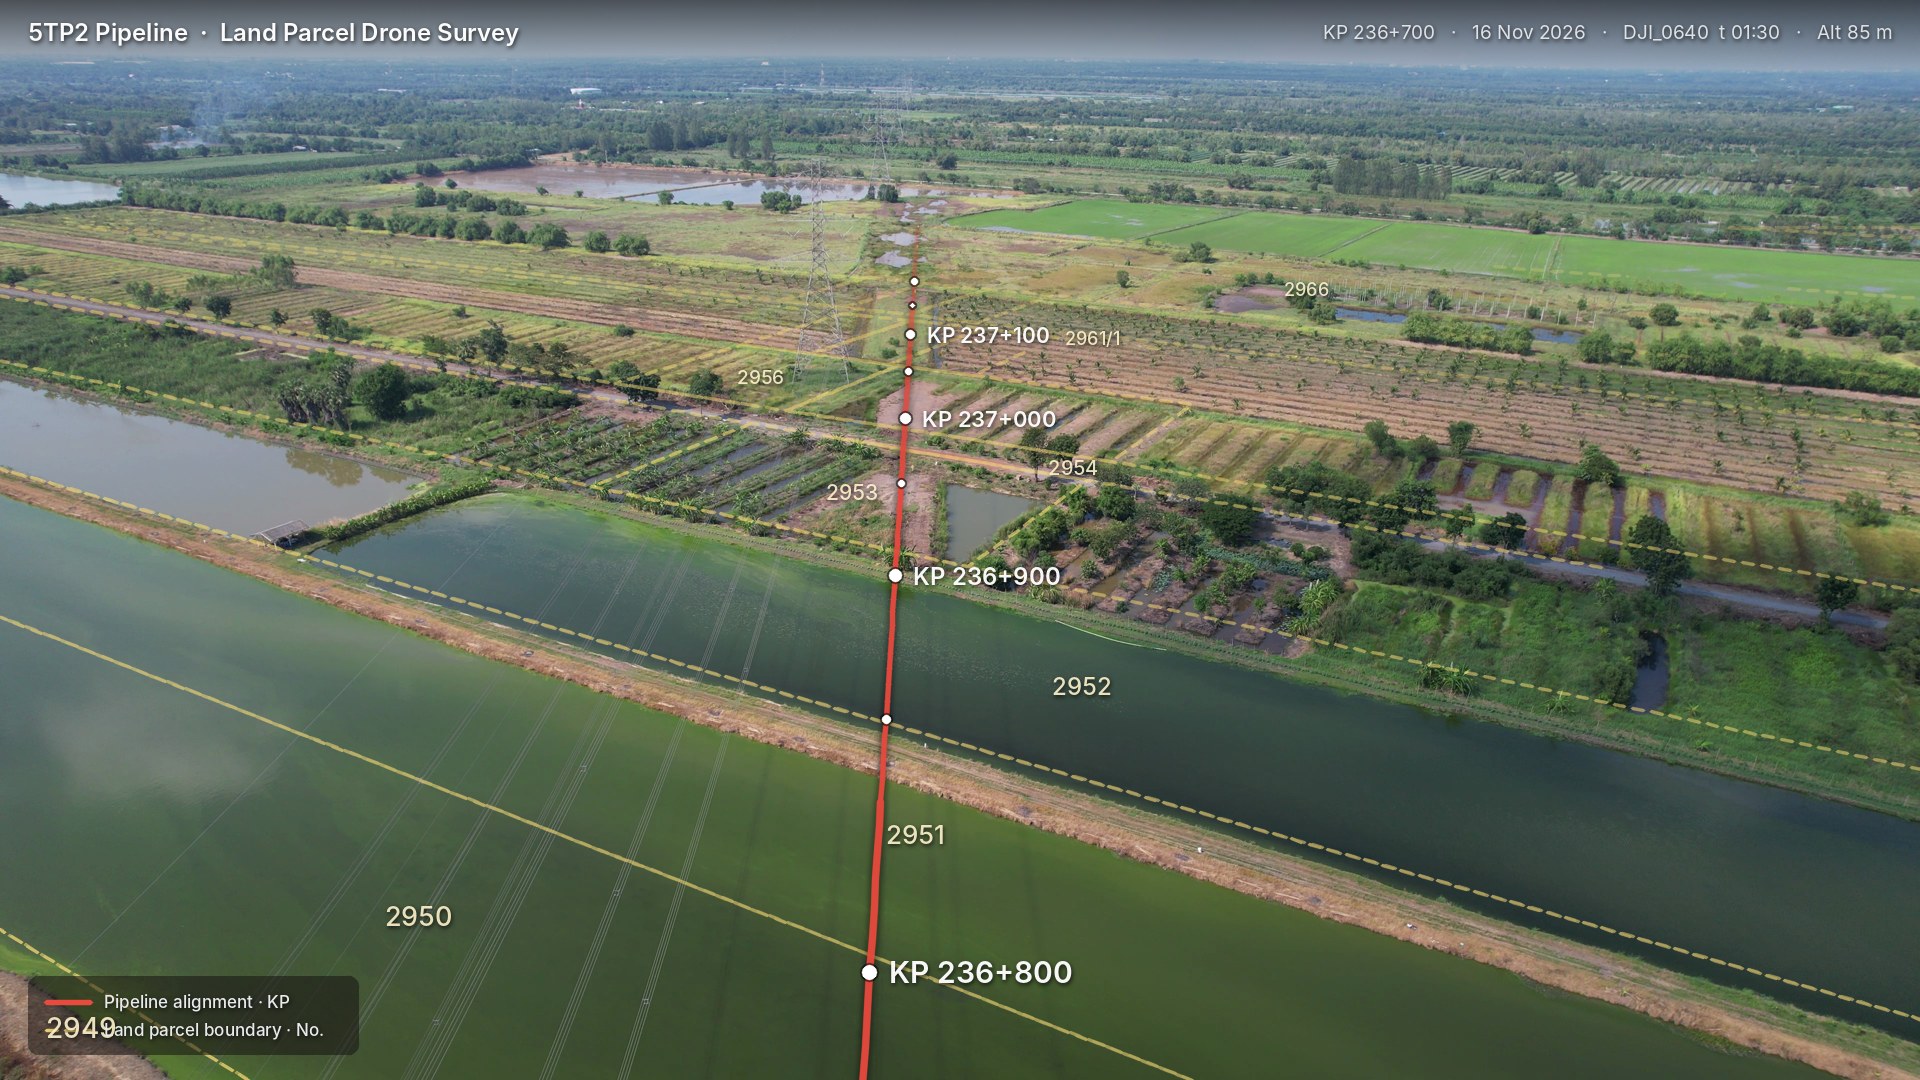 5TP2 Pipeline · Land Parcel Drone Survey
KP 236+700 · 16 Nov 2026 · DJI_0640 t 01:30 · Alt 85 m
2966
KP 237+100
2961/1
2956
KP 237+000
2954
2953
KP 236+900
2952
2951
2950
KP 236+800
Pipeline alignment · KP
2949
Land parcel boundary · No.